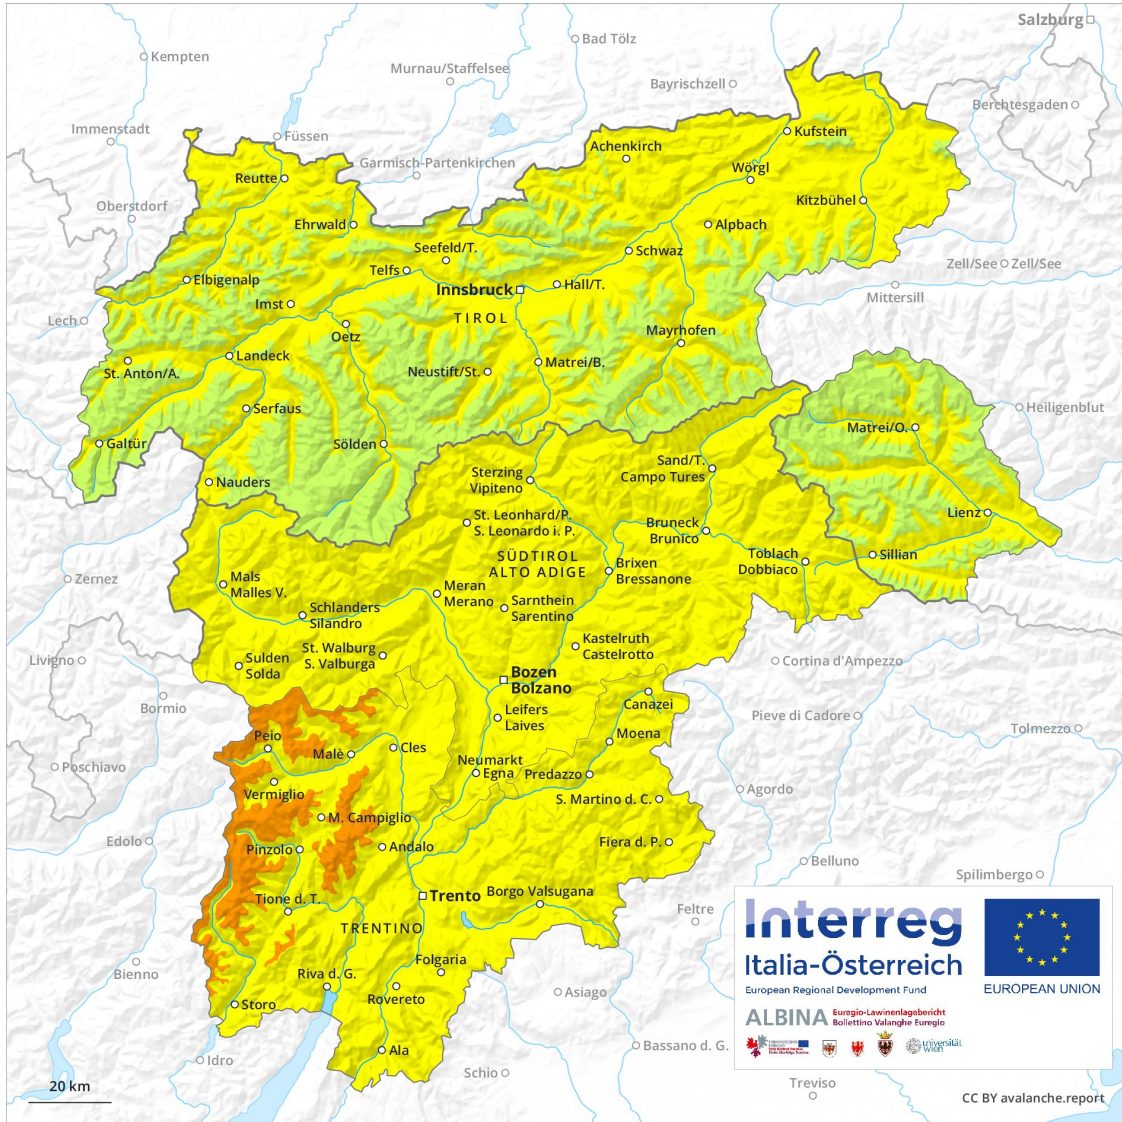 Salzburg
Bad Tölz
Kempten
Murnau/Staffelsee
Bayrischzell
Berchtesgaden
Immenstadt
Füssen
Kufstein
Achenkirch
Garmisch-Partenkirchen
Wörgl
Reutte
Kitzbühel
Oberstdorf
Ehrwald
Alpbach
Seefeld/T.
Schwaz
Telfs
Zell/See
Zell/See
Elbigenalp
Innsbruck
Hall/T.
Mittersill
Imst
TIROL
Lech
Oetz
Mayrhofen
Landeck
Matrei/B.
St. Anton/A.
Neustift/St.
Serfaus
Heiligenblut
Matrei/O.
Galtür
Sölden
Sand/T.
Campo Tures
Sterzing
Vipiteno
Nauders
St. Leonhard/P.
S. Leonardo i. P.
Bruneck
Brunico
Lienz
SÜDTIROL
ALTO ADIGE
Toblach
Dobbiaco
Sillian
Brixen
Bressanone
Zernez
Mals
Malles V.
Meran
Merano
Sarnthein
Sarentino
Schlanders
Silandro
Kastelruth
Castelrotto
St. Walburg
S. Valburga
Livigno
Sulden
Solda
Cortina d'Ampezzo
Bozen
Bolzano
Bormio
Canazei
Leifers
Laives
Pieve di Cadore
Tolmezzo
Peio
Moena
Malè
Cles
Neumarkt
Egna
Predazzo
Poschiavo
Vermiglio
Agordo
S. Martino d. C.
M. Campiglio
Edolo
Pinzolo
Andalo
Fiera d. P.
Belluno
Spilimbergo
Trento
Borgo Valsugana
Tione d. T.
Feltre
TRENTINO
Folgaria
Bienno
Riva d. G.
Rovereto
Asiago
Storo
Bassano d. G.
Ala
Idro
Schio
Treviso
20 km
Interreg
Italia-Österreich
European Regional Development Fund
EUROPEAN UNION
ALBINA
Euregio-Lawinenlagebericht
Bollettino Valanghe Euregio
universität
wien
CC BY avalanche.report